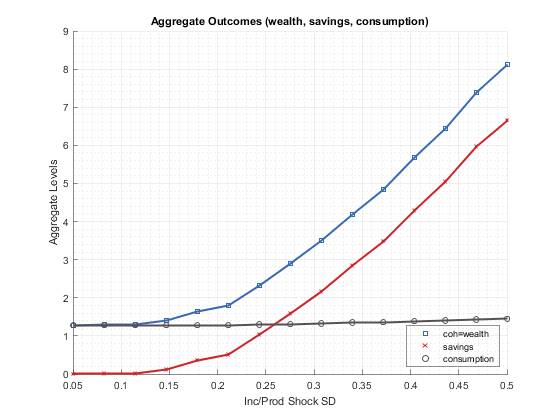 Aggregate Outcomes (wealth, savings, consumption)
9
8
7
6
5
4
3
2
1
0
Aggregate Levels
coh=wealth
savings
consumption
0.05 0.1 0.15 0.2 0.25 0.3 0.35 0.4 0.45 0.5
Inc/Prod Shock SD